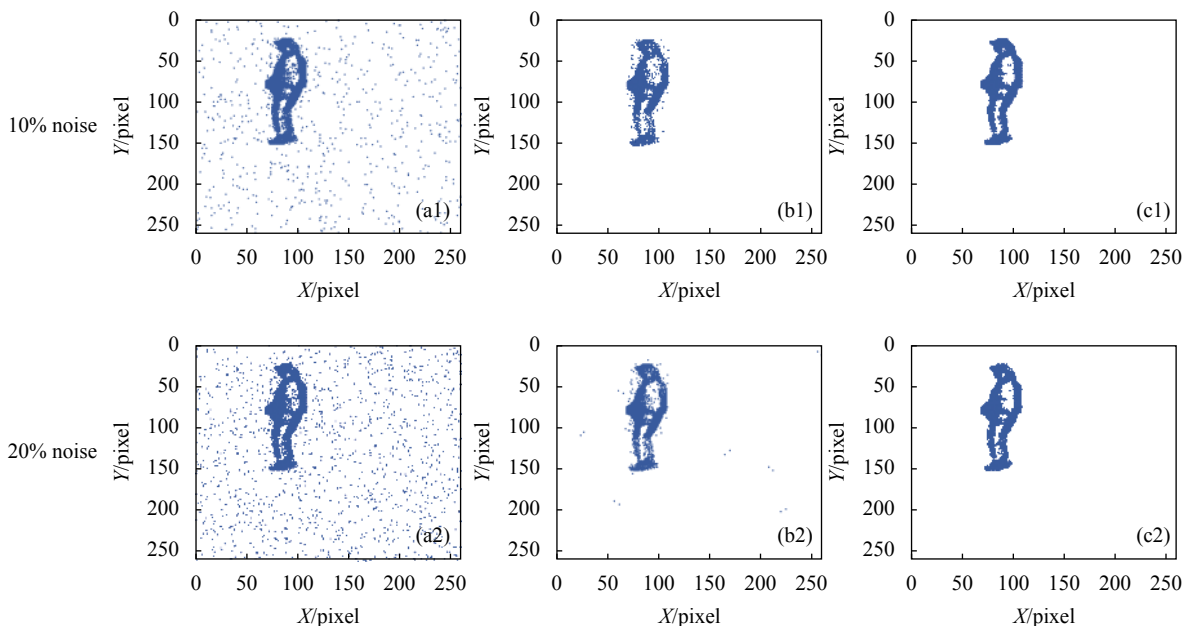 0 0 0
50 50 50
10% noise Y/pixel 100 Y/pixel 100 Y/pixel 100
150 150 150
200 200 200
(a1) (b1) (c1)
250 250 250
0 50 100 150 200 250 0 50 100 150 200 250 0 50 100 150 200 250
X/pixel X/pixel X/pixel
0 0 0
50 50 50
20% noise Y/pixel 100 Y/pixel 100 Y/pixel 100
150 150 150
200 200 200
(a2) (b2) (c2)
250 250 250
0 50 100 150 200 250 0 50 100 150 200 250 0 50 100 150 200 250
X/pixel X/pixel X/pixel